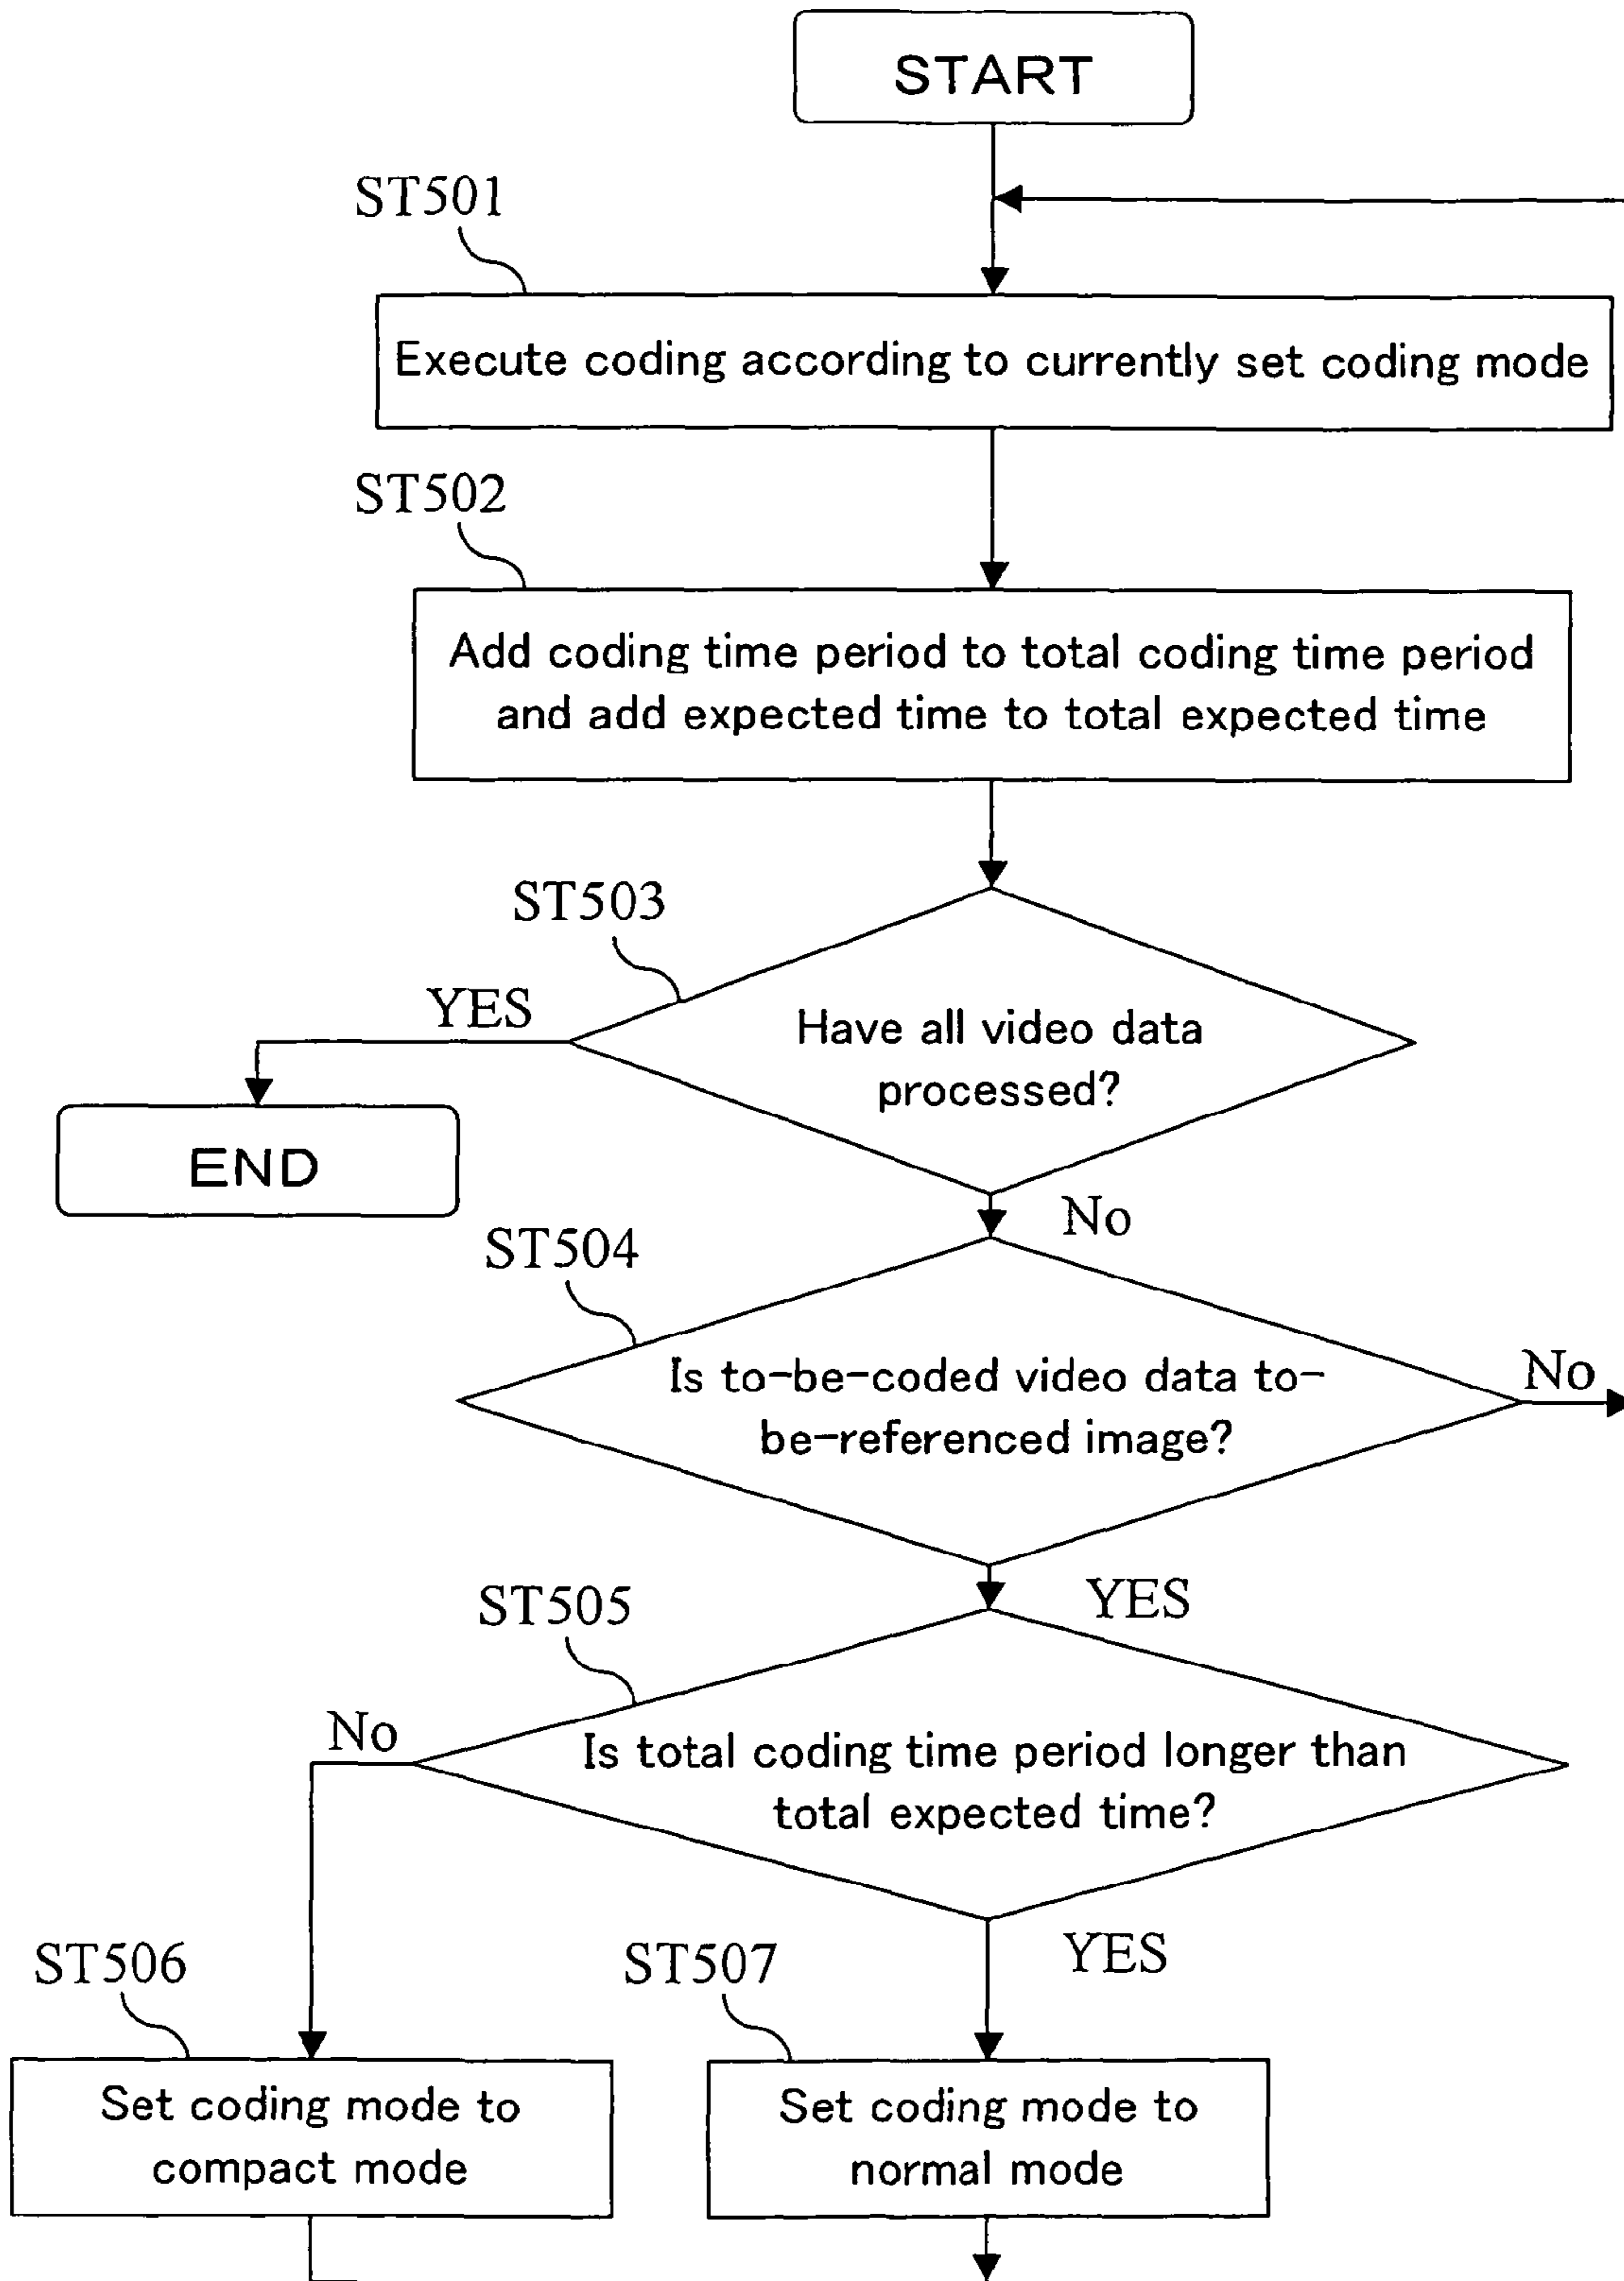 START
ST501
Execute coding according to currently set coding mode
ST502
Add coding time period to total coding time period
and add expected time to total expected time
ST503
YES
Have all video data
processed?
END
No
ST504
Is to-be-coded video data to-
be-referenced image?
No
YES
ST505
No
Is total coding time period longer than
total expected time?
YES
ST506
ST507
Set coding mode to
compact mode
Set coding mode to
normal mode